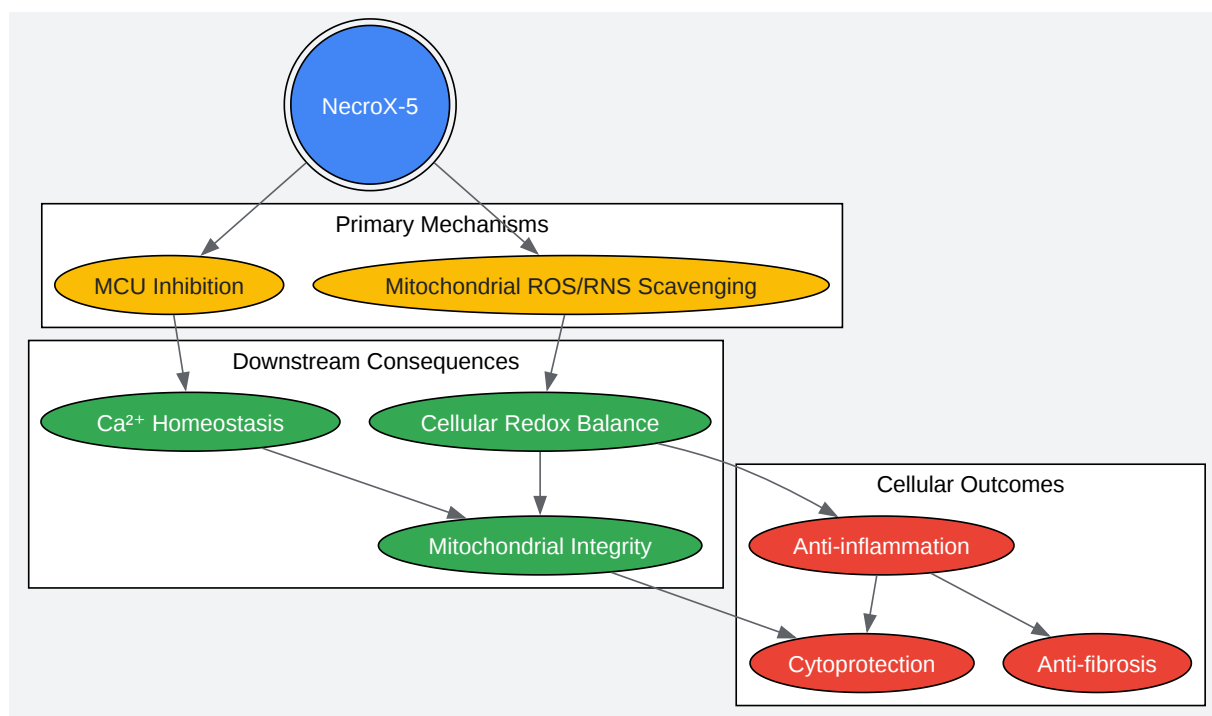 NecroX-5
Primary Mechanisms
MCU Inhibition
Mitochondrial ROS/RNS Scavenging
Downstream Consequences
Ca²⁺ Homeostasis
Cellular Redox Balance
Cellular Outcomes
Mitochondrial Integrity
Anti-inflammation
Cytoprotection
Anti-fibrosis